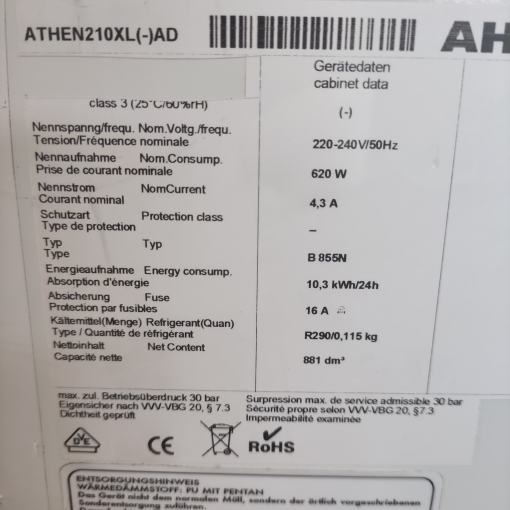 ATHEN210XL(-)AD
AH
Gerätedaten
cabinet data
class 3 (25°C/60%rH)
(-)
Nennspanng/frequ. Nom.Voltg./frequ.
Tension/Fréquence nominale
220-240V/50Hz
Nennaufnahme Nom.Consump.
Prise de courant nominale
620 W
Nennstrom NomCurrent
Courant nominal
4,3 A
Schutzart Protection class
Type de protection
–
Typ Typ
Type
B 855N
Energieaufnahme Energy consump.
Absorption d'énergie
10,3 kWh/24h
Absicherung Fuse
Protection par fusibles
16 A
Kältemittel(Menge) Refrigerant(Quan)
Type / Quantité de réfrigérant
R290/0,115 kg
Nettoinhalt Net Content
Capacité nette
881 dm³
max. zul. Betriebsüberdruck 30 bar
Eigensicher nach VVV-VBG 20, § 7.3
Dichtheit geprüft
Surpression max. de service admissible 30 bar
Sécurité propre selon VVV-VBG 20, §7.3
Impermeabilité examinée
CE
RoHS
ENTSORGUNGSHINWEIS
WÄRMEDÄMMSTOFF: PU MIT PENTAN
Das Gerät nicht dem normalen Müll, sondern der örtlich vorgeschriebenen
Sonderentsorgung zuführen.